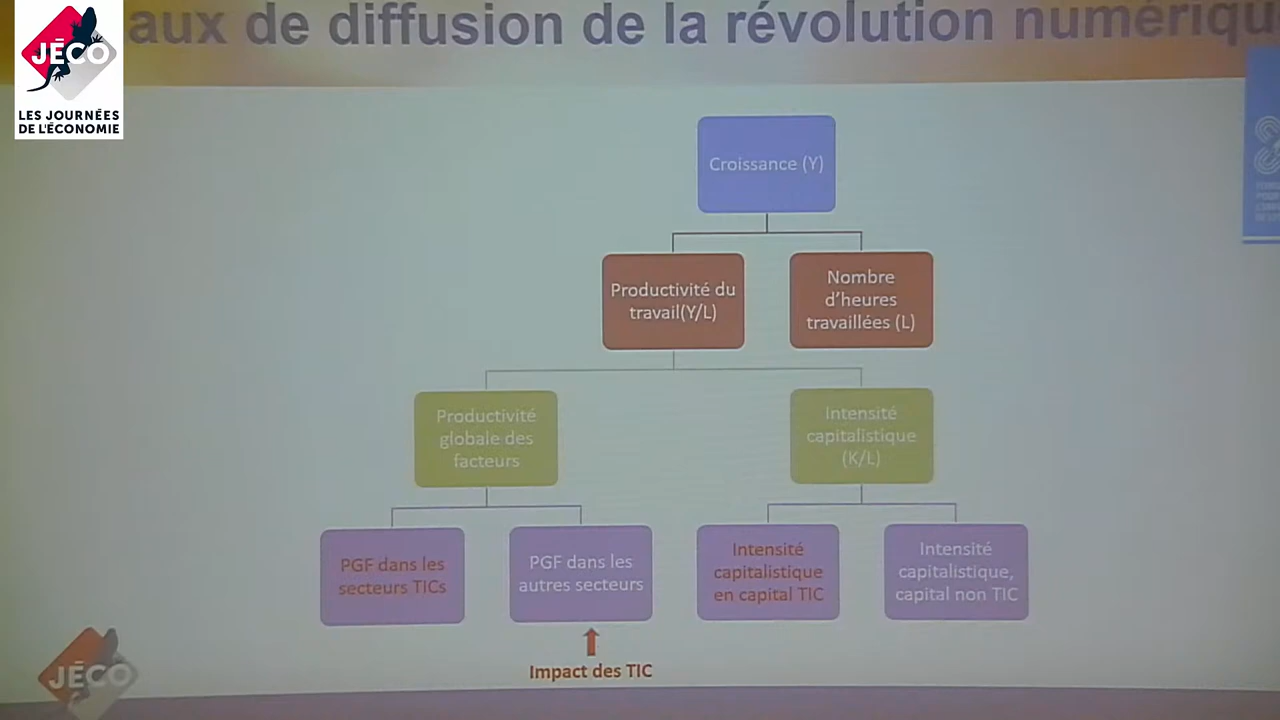 aux de diffusion de la révolution numériqu
JÉCO
LES JOURNÉES
DE L'ÉCONOMIE
Croissance (Y)
Productivité du
travail(Y/L)
Nombre
d'heures
travaillées (L)
Productivité
globale des
facteurs
Intensité
capitalistique
(K/L)
PGF dans les
secteurs TICs
PGF dans les
autres secteurs
Intensité
capitalistique
en capital TIC
Intensité
capitalistique,
capital non TIC
Impact des TIC
JÉCO